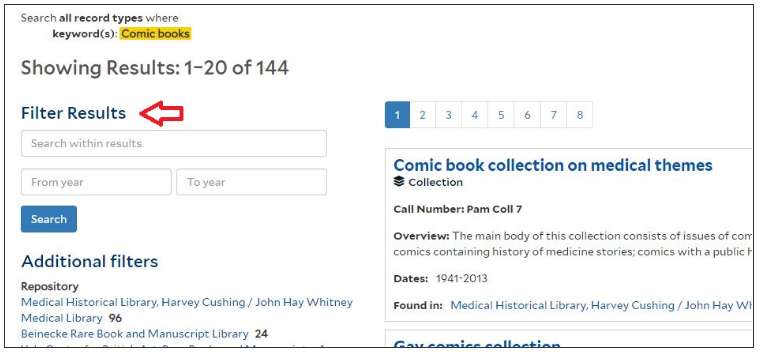 Search all record types where
keyword(s): Comic books
Showing Results: 1–20 of 144
Filter Results
Search within results
From year
To year
Search
Additional filters
Repository
Medical Historical Library, Harvey Cushing / John Hay Whitney
Medical Library 96
Beinecke Rare Book and Manuscript Library 24
1 2 3 4 5 6 7 8
Comic book collection on medical themes
Collection
Call Number: Pam Coll 7
Overview: The main body of this collection consists of issues of com
comics containing history of medicine stories; comics with a public h
Dates: 1941-2013
Found in: Medical Historical Library, Harvey Cushing / John Hay Wh
Gay comics collection